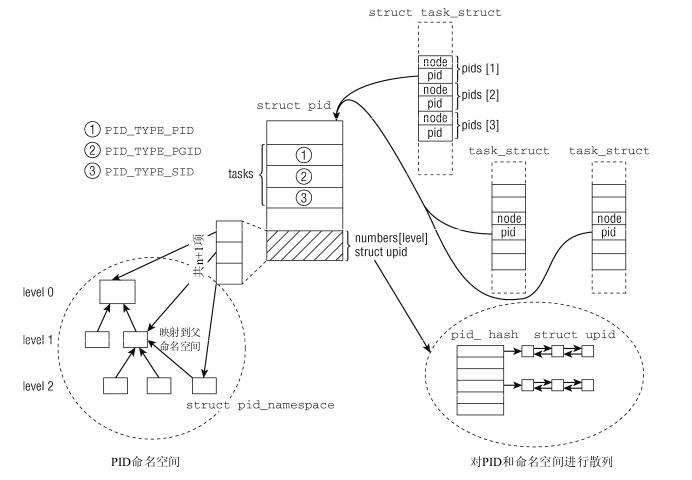 struct task_struct
node
pid
pids [1]
node
pid
pids [2]
node
pid
pids [3]
struct pid
① PID_TYPE_PID
② PID_TYPE_PGID
③ PID_TYPE_SID
tasks
①
②
③
task_struct
task_struct
node
pid
node
pid
共n+1项
numbers[level]
struct upid
level 0
level 1
level 2
映射到父
命名空间
struct pid_namespace
pid_ hash
struct upid
PID命名空间
对PID和命名空间进行散列